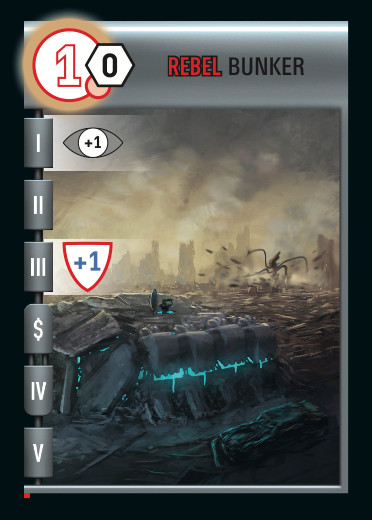 1 0 REBEL BUNKER
I +1
II
III +1
$
IV
V